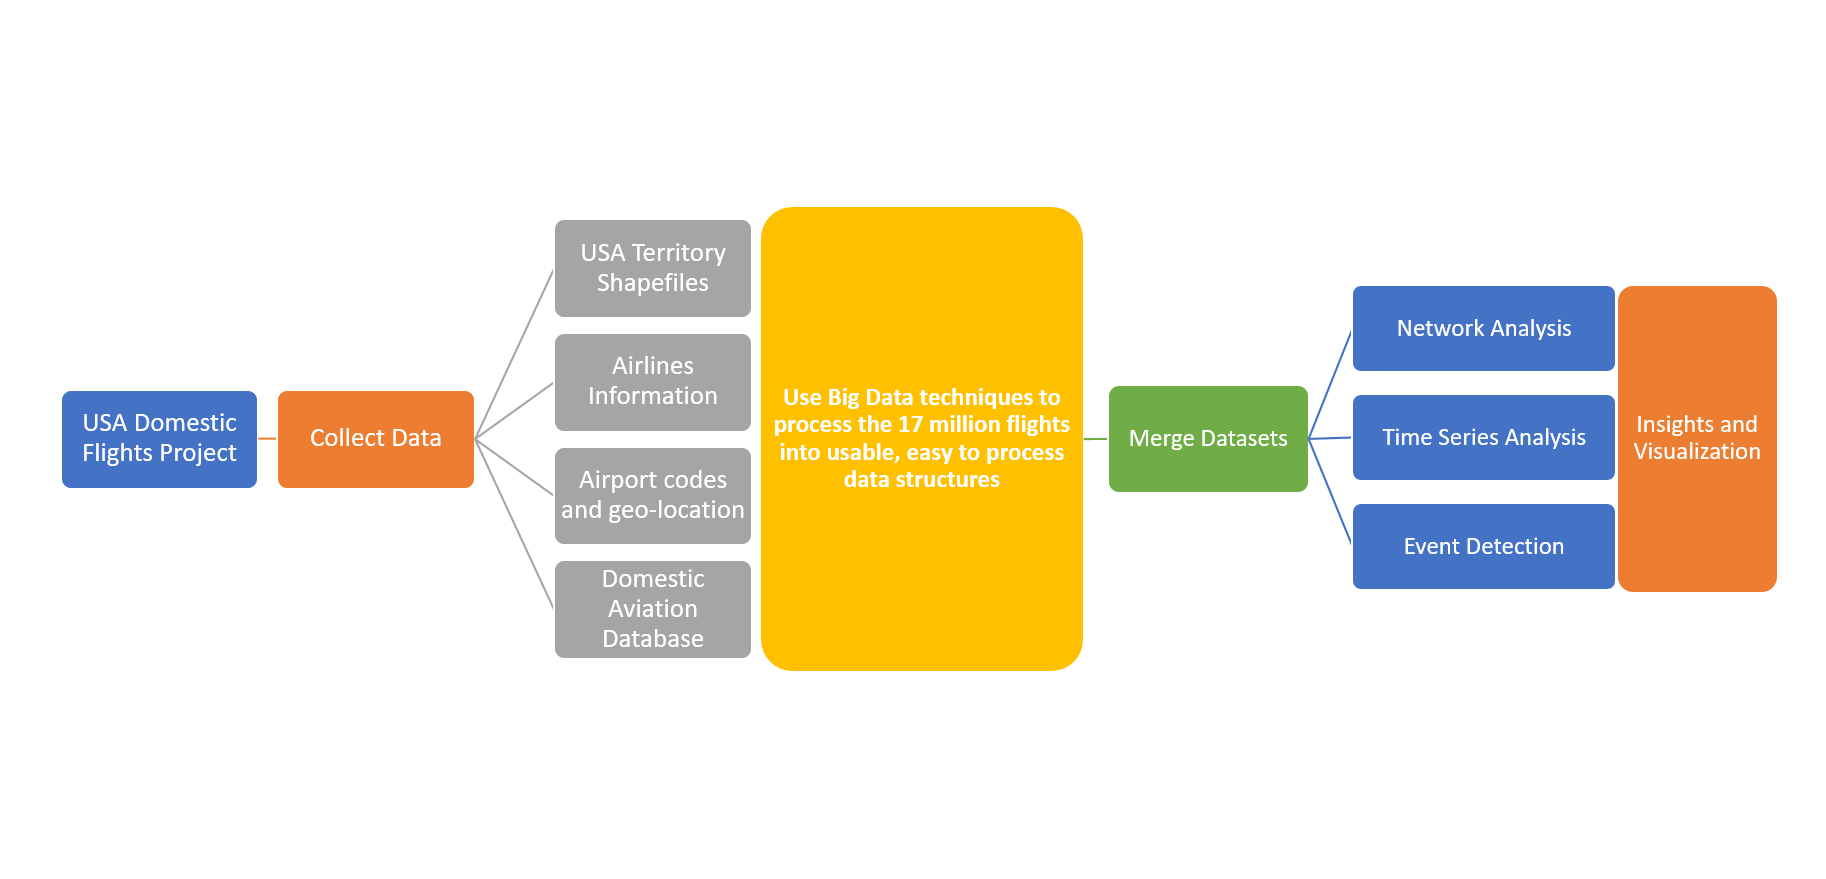 USA Domestic
Flights Project
Collect Data
USA Territory
Shapefiles
Airlines
Information
Airport codes
and geo-location
Domestic
Aviation
Database
Use Big Data techniques to
process the 17 million flights
into usable, easy to process
data structures
Merge Datasets
Network Analysis
Time Series Analysis
Event Detection
Insights and
Visualization